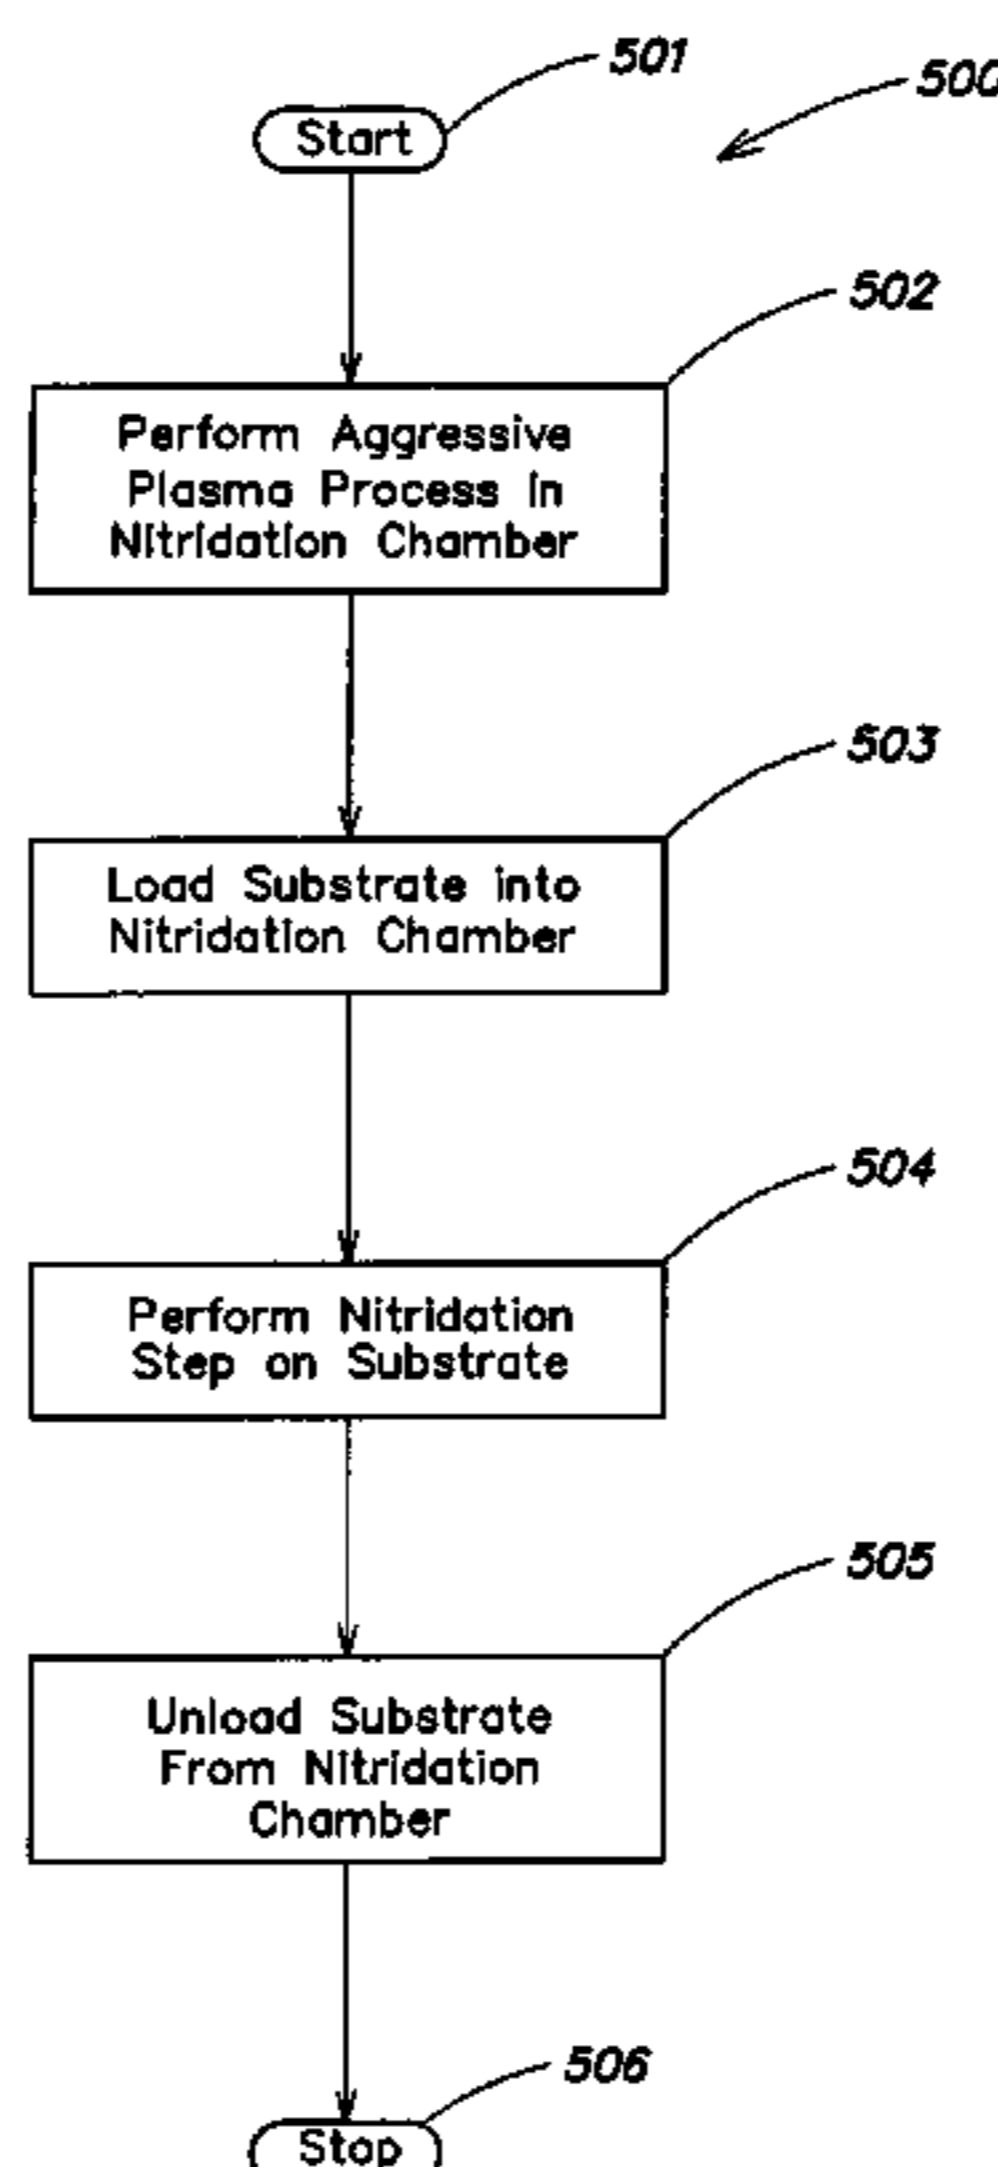 501
500
Start
502
Perform Aggressive
Plasma Process in
Nitridation Chamber
503
Load Substrate into
Nitridation Chamber
504
Perform Nitridation
Step on Substrate
505
Unload Substrate
From Nitridation
Chamber
506
Stop